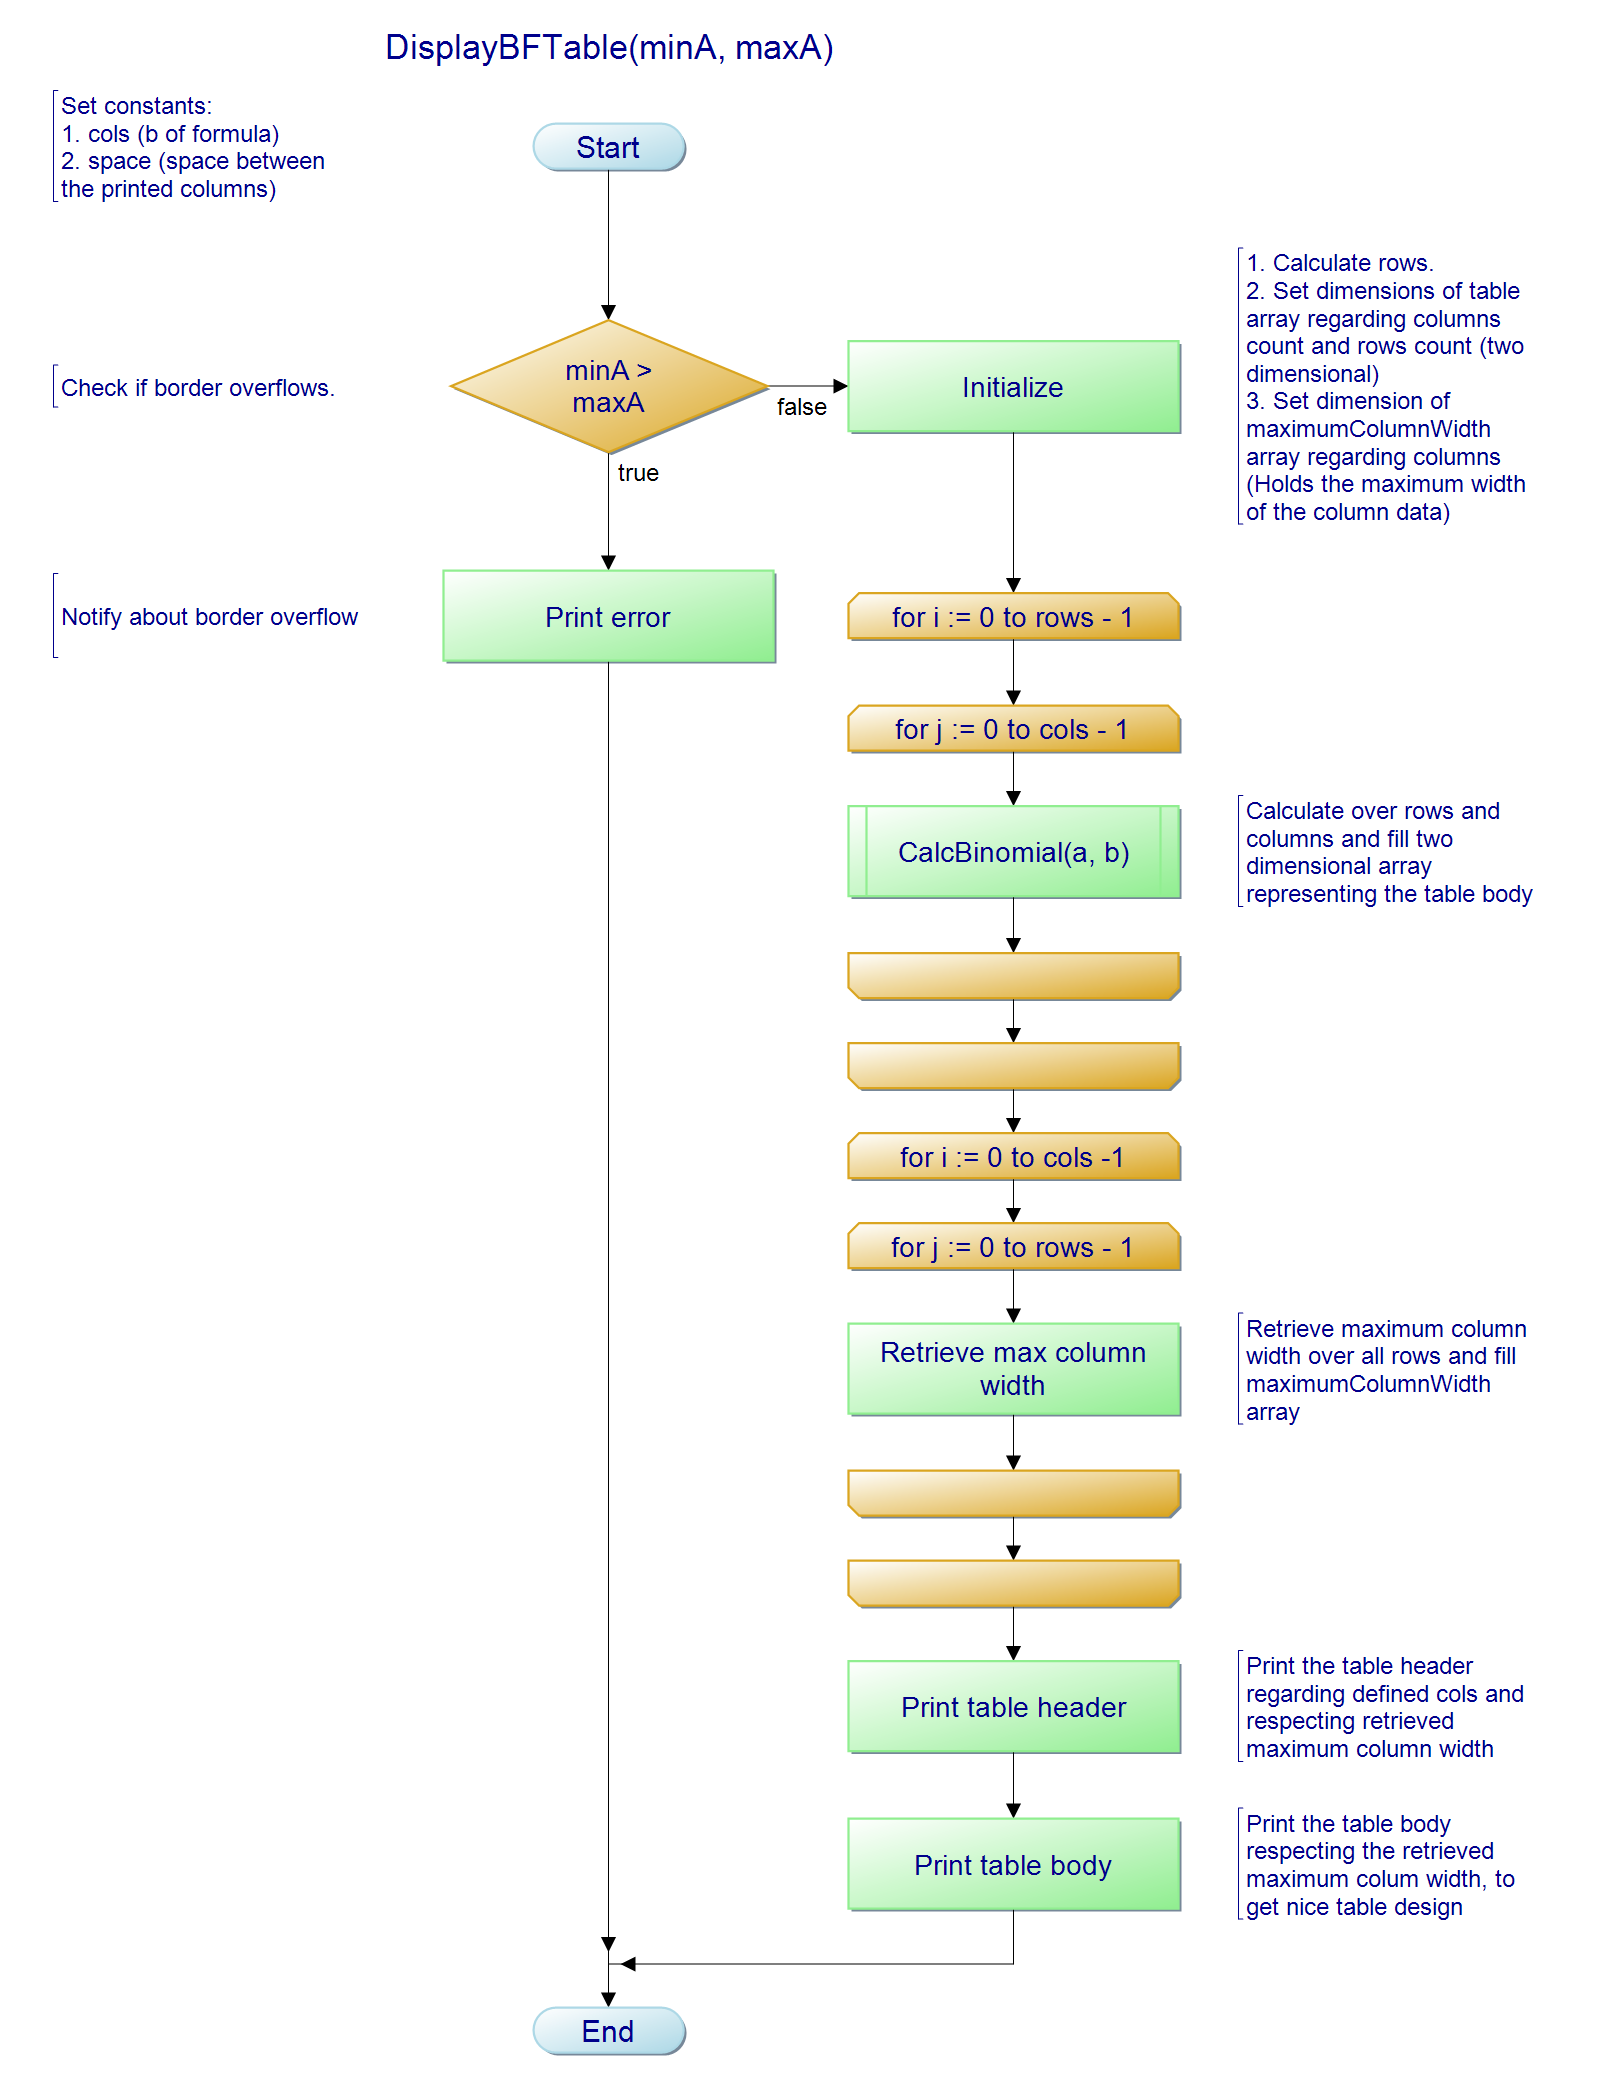 DisplayBFTable(minA, maxA)
Set constants:
1. cols (b of formula)
2. space (space between
the printed columns)
Start
1. Calculate rows.
2. Set dimensions of table
array regarding columns
count and rows count (two
dimensional)
3. Set dimension of
maximumColumnWidth
array regarding columns
(Holds the maximum width
of the column data)
Check if border overflows.
minA >
maxA
false
Initialize
true
Notify about border overflow
Print error
for i := 0 to rows - 1
for j := 0 to cols - 1
CalcBinomial(a, b)
Calculate over rows and
columns and fill two
dimensional array
representing the table body
for i := 0 to cols -1
for j := 0 to rows - 1
Retrieve max column
width
Retrieve maximum column
width over all rows and fill
maximumColumnWidth
array
Print table header
Print the table header
regarding defined cols and
respecting retrieved
maximum column width
Print table body
Print the table body
respecting the retrieved
maximum colum width, to
get nice table design
End